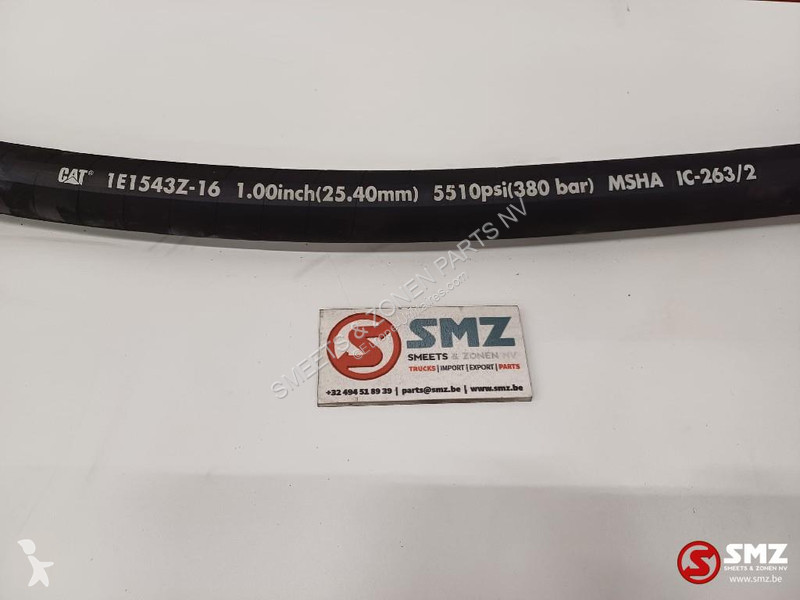 CAT® 1E1543Z-16 1.00inch(25.40mm) 5510psi(380 bar) MSHA IC-263/2
SMEETS & ZONEN PARTS NV
SMZ
SMEETS & ZONEN NV
TRUCKS | IMPORT | EXPORT | PARTS
+32 494 51 89 39 | parts@smz.be | www.smz.be
SMZ
SMEETS & ZONEN NV
www.smz.be